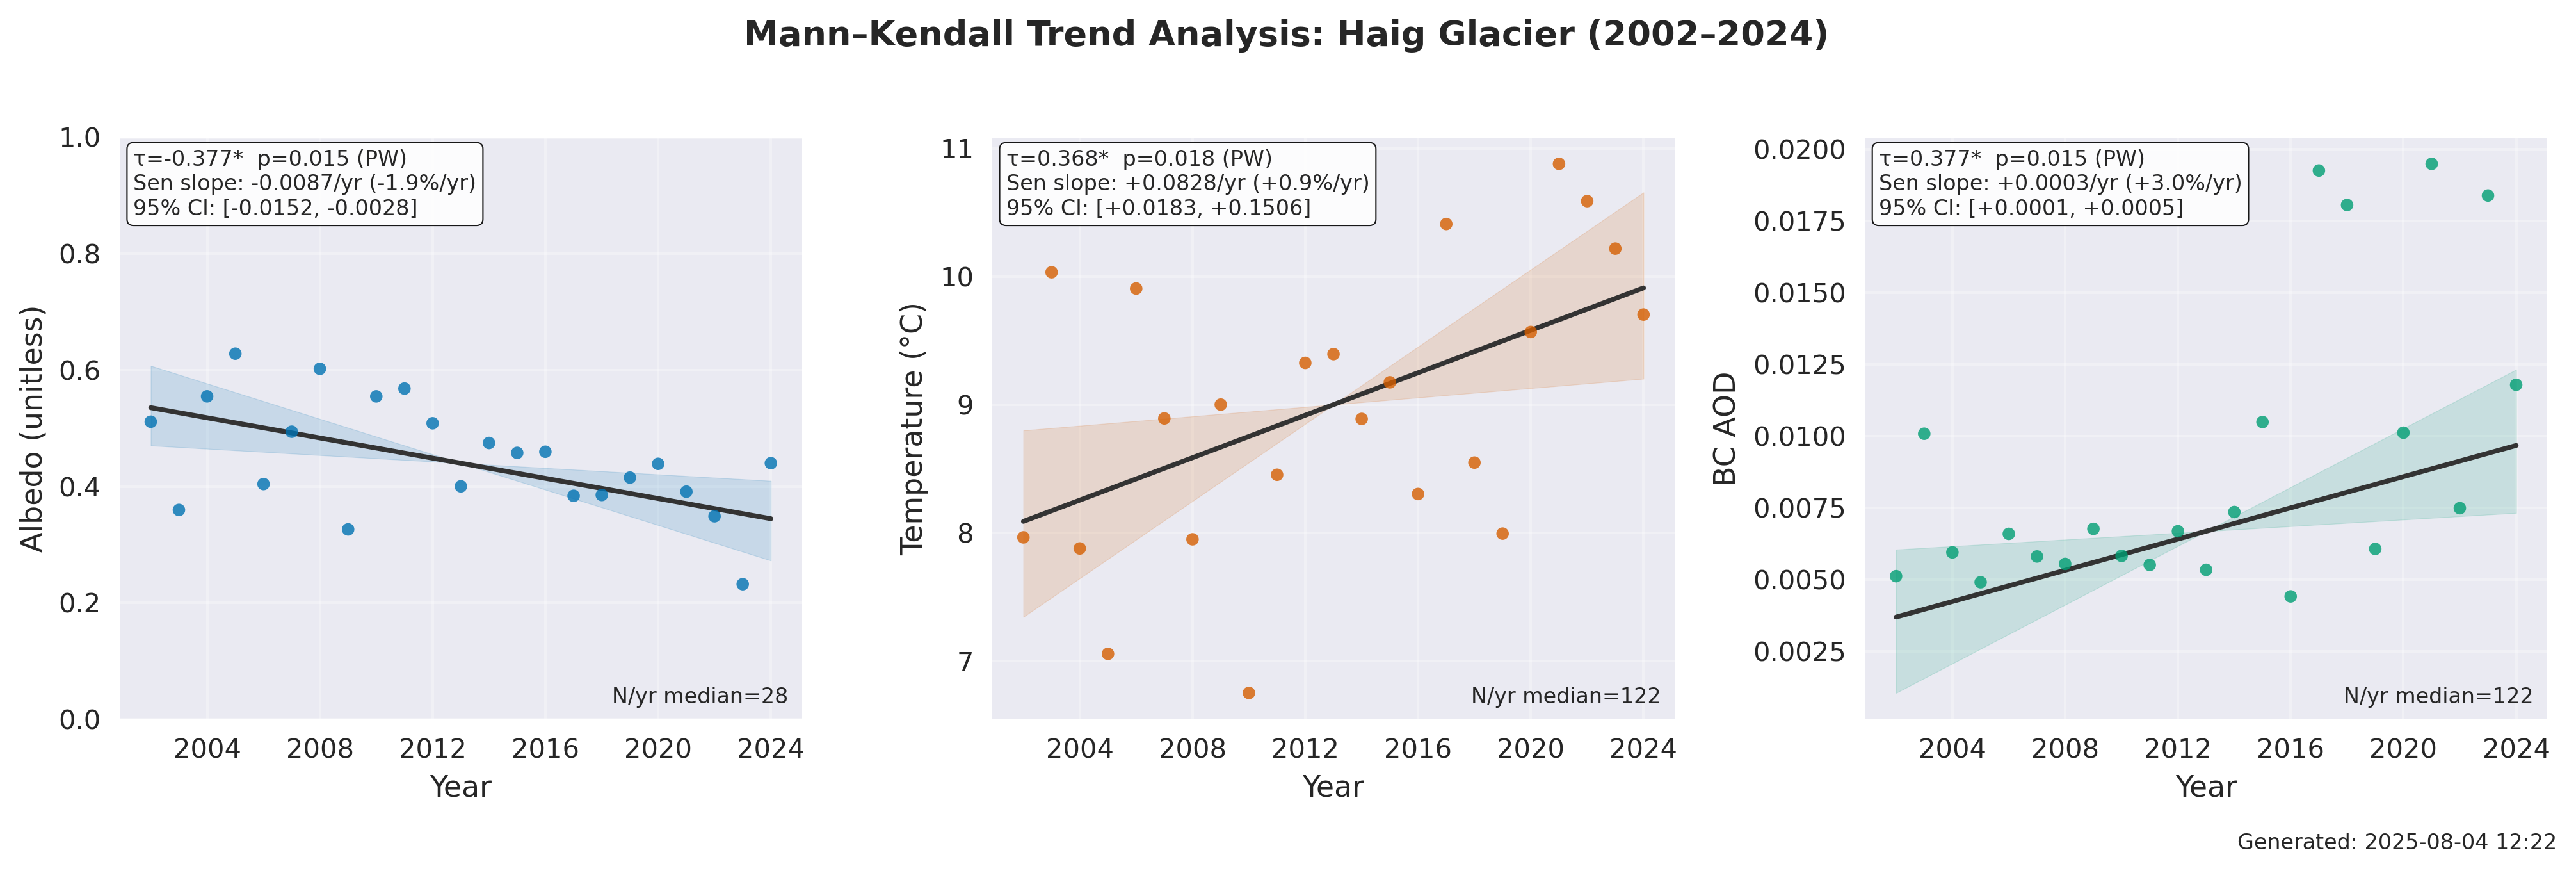 Mann–Kendall Trend Analysis: Haig Glacier (2002–2024)
τ=-0.377*  p=0.015 (PW)
Sen slope: -0.0087/yr (-1.9%/yr)
95% CI: [-0.0152, -0.0028]
1.0
0.8
0.6
0.4
0.2
0.0
Albedo (unitless)
N/yr median=28
2004 2008 2012 2016 2020 2024
Year
τ=0.368*  p=0.018 (PW)
Sen slope: +0.0828/yr (+0.9%/yr)
95% CI: [+0.0183, +0.1506]
11
10
9
8
7
Temperature (°C)
N/yr median=122
2004 2008 2012 2016 2020 2024
Year
τ=0.377*  p=0.015 (PW)
Sen slope: +0.0003/yr (+3.0%/yr)
95% CI: [+0.0001, +0.0005]
0.0200
0.0175
0.0150
0.0125
0.0100
0.0075
0.0050
0.0025
BC AOD
N/yr median=122
2004 2008 2012 2016 2020 2024
Year
Generated: 2025-08-04 12:22